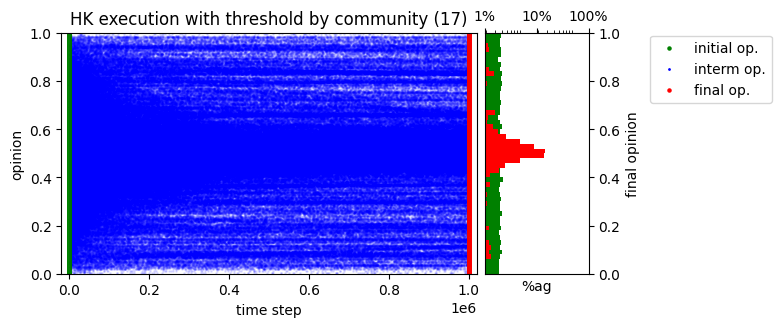 HK execution with threshold by community (17)
1% 10% 100%
1.0 1.0
0.8 0.8
0.6 0.6
0.4 0.4
0.2 0.2
0.0 0.0
opinion
final opinion
initial op.
interm op.
final op.
0.0 0.2 0.4 0.6 0.8 1.0
1e6
time step
%ag